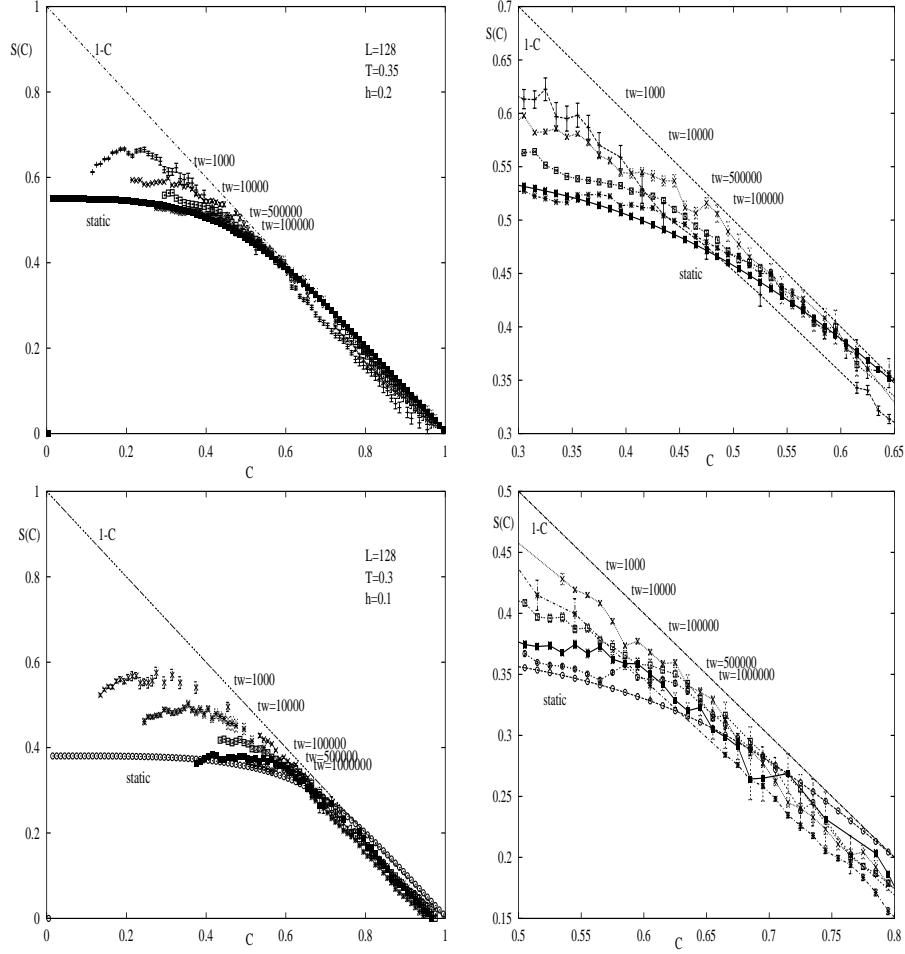 1
S(C)
1-C
L=128
T=0.35
h=0.2
0.8
0.6
0.4
0.2
0
tw=1000
tw=10000
tw=500000
tw=100000
static
0 0.2 0.4 0.6 0.8 1
C
0.7
S(C)
1-C
0.65
0.6
0.55
0.5
0.45
0.4
0.35
0.3
tw=1000
tw=10000
tw=500000
tw=100000
static
0.3 0.35 0.4 0.45 0.5 0.55 0.6 0.65
C
1
S(C)
1-C
L=128
T=0.3
h=0.1
0.8
0.6
0.4
0.2
0
tw=1000
tw=10000
tw=100000
tw=500000
tw=1000000
static
0 0.2 0.4 0.6 0.8 1
C
0.5
S(C)
1-C
0.45
0.4
0.35
0.3
0.25
0.2
0.15
tw=1000
tw=10000
tw=100000
tw=500000
tw=1000000
static
0.5 0.55 0.6 0.65 0.7 0.75 0.8
C